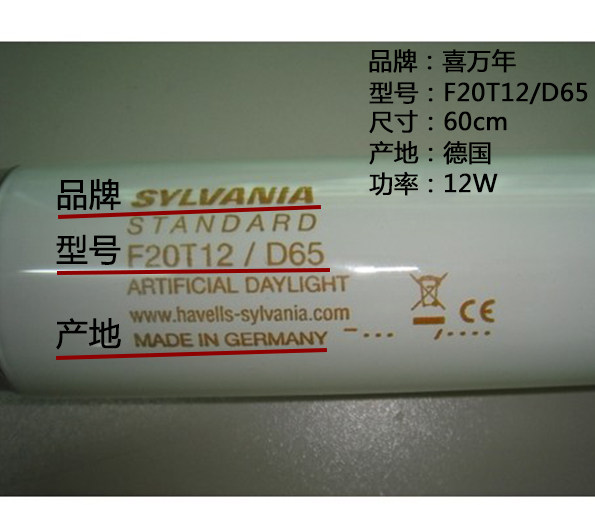 品牌：喜万年
型号：F20T12/D65
尺寸：60cm
产地：德国
功率：12W
品牌 SYLVANIA
STANDARD
型号 F20T12 / D65
ARTIFICIAL DAYLIGHT
www.havells-sylvania.com
产地 MADE IN GERMANY
CE